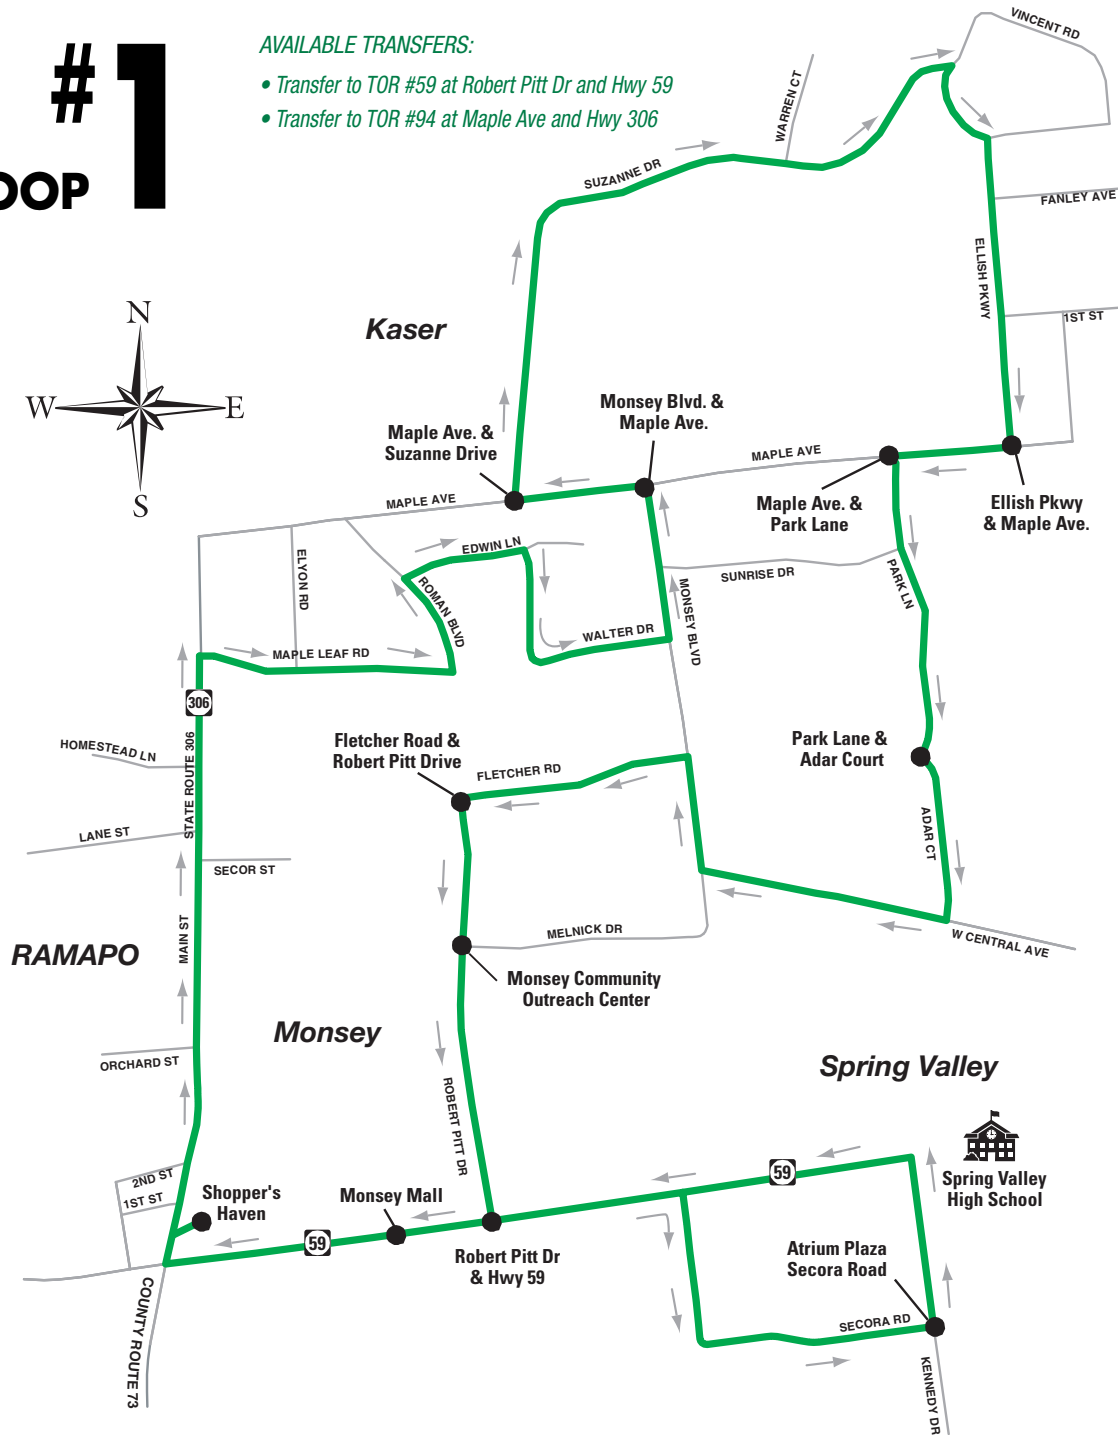 #1
OOP
AVAILABLE TRANSFERS:
• Transfer to TOR #59 at Robert Pitt Dr and Hwy 59
• Transfer to TOR #94 at Maple Ave and Hwy 306
VINCENT RD
WARREN CT
SUZANNE DR
FANLEY AVE
ELLISH PKWY
1ST ST
N
W
E
S
Kaser
Monsey Blvd. &
Maple Ave.
Maple Ave. &
Suzanne Drive
MAPLE AVE
MAPLE AVE
Maple Ave. &
Park Lane
Ellish Pkwy
& Maple Ave.
EDWIN LN
ELYON RD
ROMAN BLVD
SUNRISE DR
PARK LN
MONSEY BLVD
WALTER DR
MAPLE LEAF RD
306
STATE ROUTE 306
HOMESTEAD LN
Fletcher Road &
Robert Pitt Drive
FLETCHER RD
Park Lane &
Adar Court
LANE ST
ADAR CT
SECOR ST
MAIN ST
MELNICK DR
W CENTRAL AVE
RAMAPO
Monsey Community
Outreach Center
Monsey
ORCHARD ST
Spring Valley
ROBERT PITT DR
2ND ST
1ST ST
Shopper's
Haven
Monsey Mall
59
Spring Valley
High School
59
Robert Pitt Dr
& Hwy 59
Atrium Plaza
Secora Road
COUNTY ROUTE 73
SECORA RD
KENNEDY DR